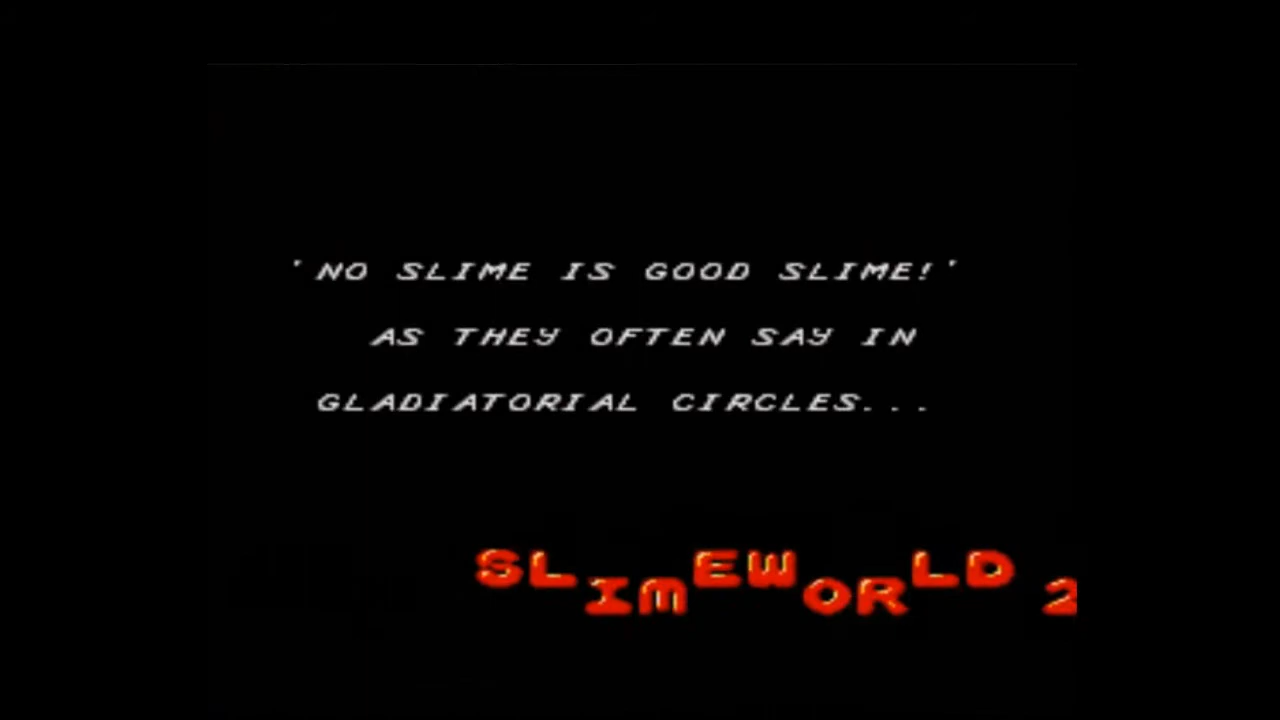 'NO SLIME IS GOOD SLIME!'
AS THEY OFTEN SAY IN
GLADIATORIAL CIRCLES...
SLIMEWORLD 2